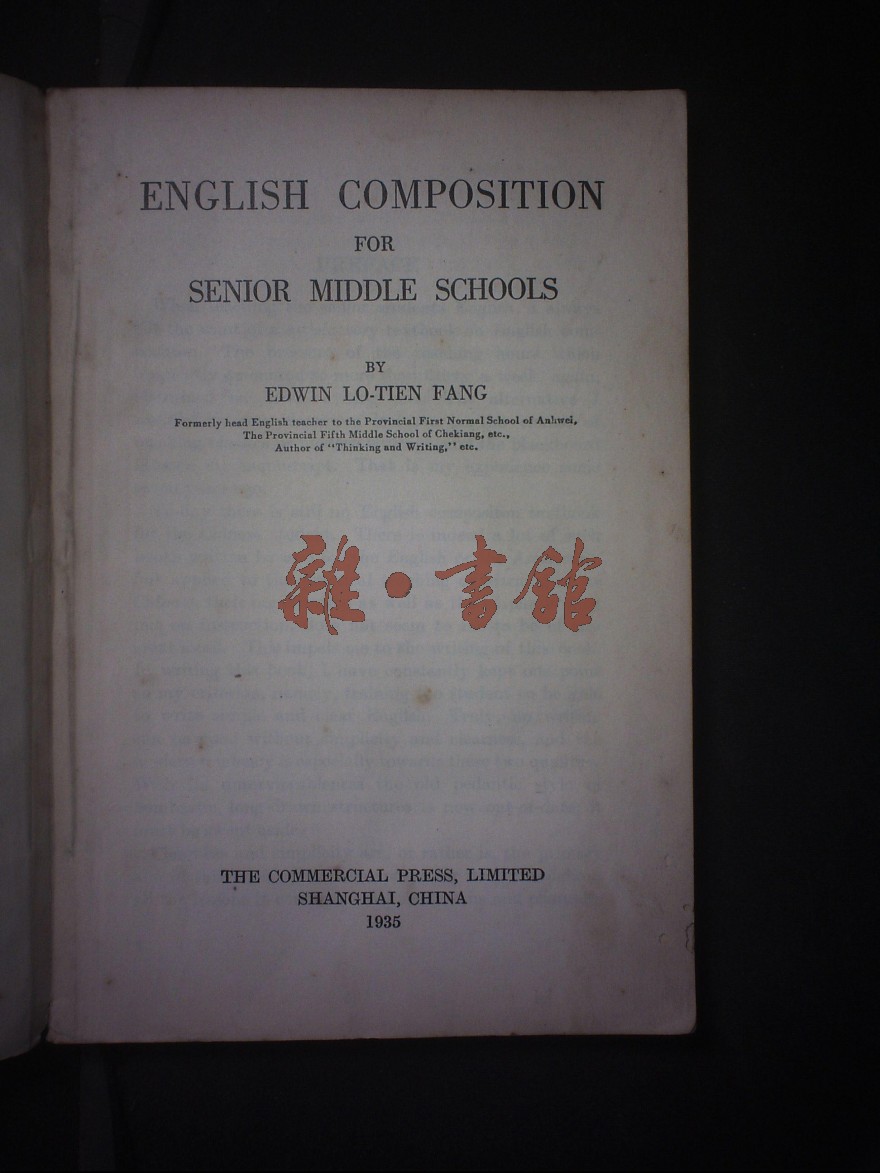 ENGLISH COMPOSITION
FOR
SENIOR MIDDLE SCHOOLS
BY
EDWIN LO-TIEN FANG
Formerly head English teacher to the Provincial First Normal School of Anhwei,
The Provincial Fifth Middle School of Chekiang, etc.,
Author of "Thinking and Writing," etc.
雜·書館
THE COMMERCIAL PRESS, LIMITED
SHANGHAI, CHINA
1935